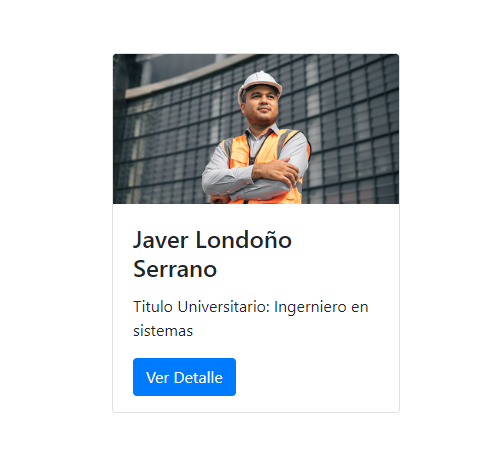 Javer Londoño
Serrano
Titulo Universitario: Ingerniero en
sistemas
Ver Detalle